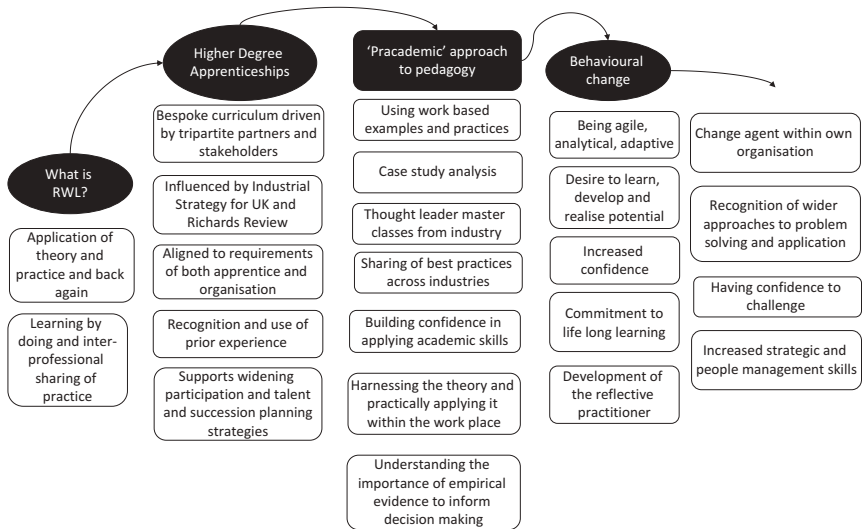 What is
RWL?
Application of
theory and
practice and back
again
Learning by
doing and inter-
professional
sharing of
practice
Higher Degree
Apprenticeships
Bespoke curriculum driven
by tripartite partners and
stakeholders
Influenced by Industrial
Strategy for UK and
Richards Review
Aligned to requirements
of both apprentice and
organisation
Recognition and use of
prior experience
Supports widening
participation and talent
and succession planning
strategies
‘Pracademic’ approach
to pedagogy
Using work based
examples and practices
Case study analysis
Thought leader master
classes from industry
Sharing of best practices
across industries
Building confidence in
applying academic skills
Harnessing the theory and
practically applying it
within the work place
Understanding the
importance of empirical
evidence to inform
decision making
Behavioural
change
Being agile,
analytical, adaptive
Desire to learn,
develop and
realise potential
Increased
confidence
Commitment to
life long learning
Development of
the reflective
practitioner
Change agent within own
organisation
Recognition of wider
approaches to problem
solving and application
Having confidence to
challenge
Increased strategic and
people management skills